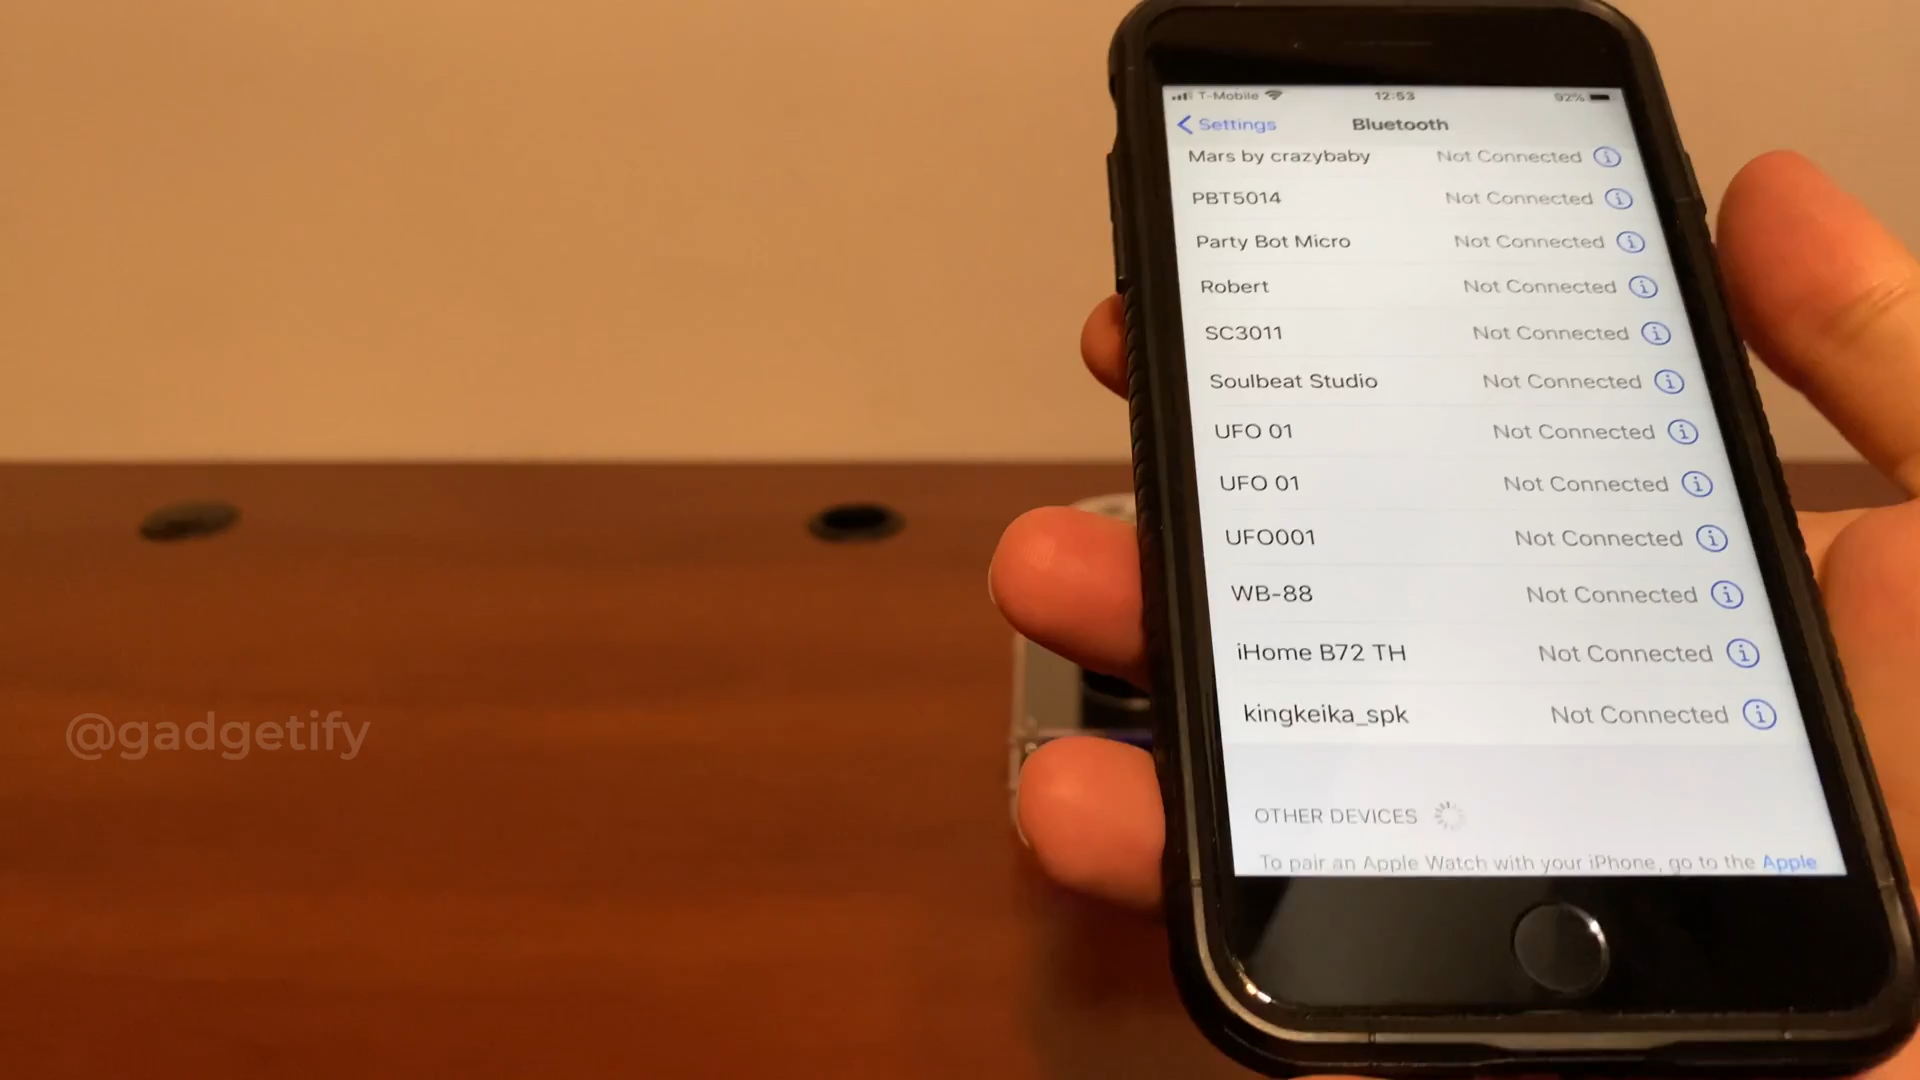 T-Mobile 12:53 92%
Settings Bluetooth
Mars by crazybaby Not Connected
PBT5014 Not Connected
Party Bot Micro Not Connected
Robert Not Connected
SC3011 Not Connected
Soulbeat Studio Not Connected
UFO 01 Not Connected
UFO 01 Not Connected
UFO001 Not Connected
WB-88 Not Connected
iHome B72 TH Not Connected
kingkeika_spk Not Connected
OTHER DEVICES
To pair an Apple Watch with your iPhone, go to the Apple
@gadgetify